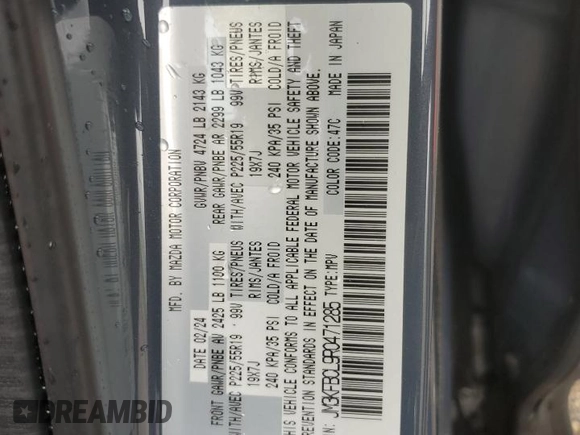 MFD. BY MAZDA MOTOR CORPORATION
DATE 02/24 GVWR/PNBV 4724 LB 2143 KG
FRONT GAWR/PNBE AV 2425 LB 1100 KG REAR GAWR/PNBE AR 2299 LB 1043 KG
WITH/AVEC P225/55R19 99V TIRES/PNEUS WITH/AVEC P225/55R19 99V TIRES/PNEUS
19X7J RIMS/JANTES 19X7J RIMS/JANTES
240 KPA/35 PSI COLD/A FROID 240 KPA/35 PSI COLD/A FROID
THIS VEHICLE CONFORMS TO ALL APPLICABLE FEDERAL MOTOR VEHICLE SAFETY AND THEFT
PREVENTION STANDARDS IN EFFECT ON THE DATE OF MANUFACTURE SHOWN ABOVE.
JM3KFBCL9R0471285 TYPE:MPV COLOR CODE:47C MADE IN JAPAN
FIRST DIBS ON CARS